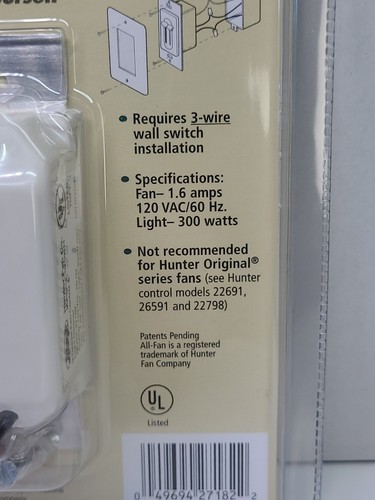 • Requires 3-wire
wall switch
installation
• Specifications:
Fan– 1.6 amps
120 VAC/60 Hz.
Light– 300 watts
• Not recommended
for Hunter Original®
series fans (see Hunter
control models 22691,
26591 and 22798)
Patents Pending
All-Fan is a registered
trademark of Hunter
Fan Company
UL
®
Listed
0 49694 27182 2